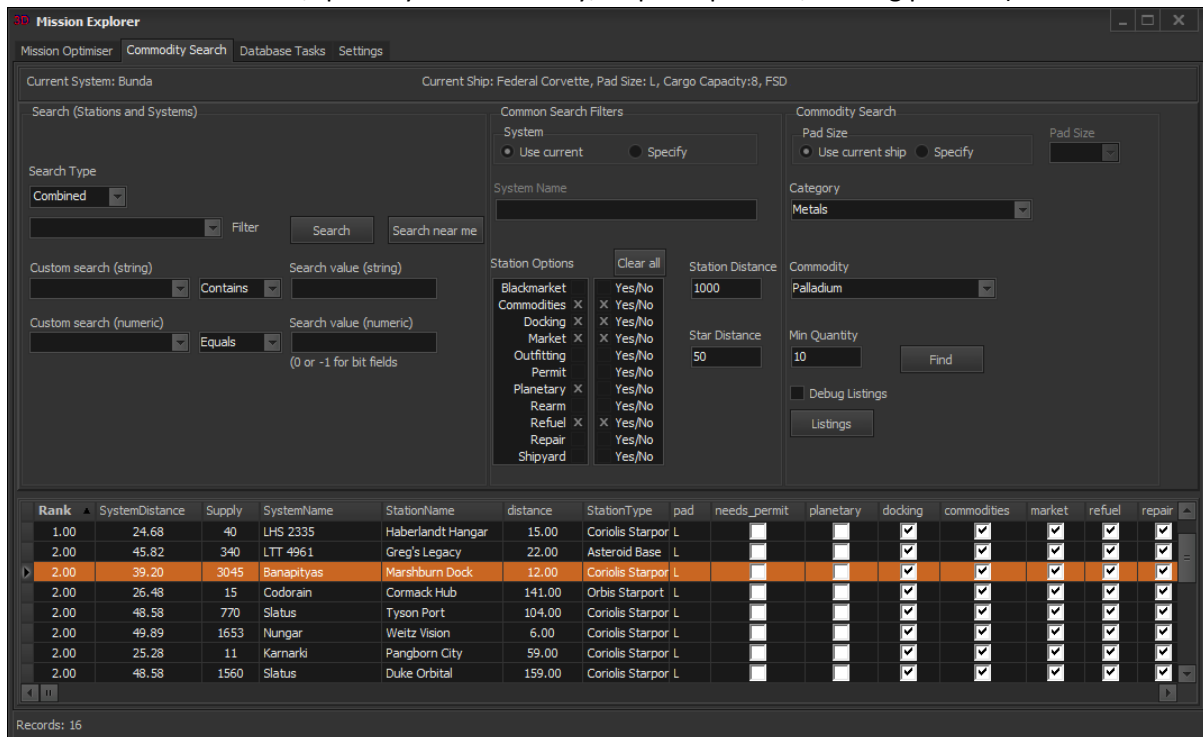 3D Mission Explorer
Mission Optimiser Commodity Search Database Tasks Settings
Current System: Bunda Current Ship: Federal Corvette, Pad Size: L, Cargo Capacity:8, FSD
Search (Stations and Systems) Common Search Filters Commodity Search
System Pad Size Pad Size
Use current Specify Use current ship Specify
Search Type
Combined
System Name Category
Metals
Filter Search Search near me
Custom search (string) Search value (string)
Contains
Custom search (numeric) Search value (numeric)
Equals
(0 or -1 for bit fields
Station Options Clear all Station Distance Commodity
Blackmarket Yes/No 1000 Palladium
Commodities X X Yes/No
Docking X X Yes/No
Market X X Yes/No Star Distance Min Quantity
Outfitting Yes/No 50 10 Find
Permit Yes/No
Planetary X Yes/No Debug Listings
Rearm Yes/No
Refuel X X Yes/No Listings
Repair Yes/No
Shipyard Yes/No
Rank SystemDistance Supply SystemName StationName distance StationType pad needs_permit planetary docking commodities market refuel repair
1.00 24.68 40 LHS 2335 Haberlandt Hangar 15.00 Coriolis Starpor L
2.00 45.82 340 LTT 4961 Greg's Legacy 22.00 Asteroid Base L
2.00 39.20 3045 Banapityas Marshburn Dock 12.00 Coriolis Starpor L
2.00 26.48 15 Codorain Cormack Hub 141.00 Orbis Starport L
2.00 48.58 770 Slatus Tyson Port 104.00 Coriolis Starpor L
2.00 49.89 1653 Nungar Weitz Vision 6.00 Coriolis Starpor L
2.00 25.28 11 Karnarki Pangborn City 59.00 Coriolis Starpor L
2.00 48.58 1560 Slatus Duke Orbital 159.00 Coriolis Starpor L
Records: 16